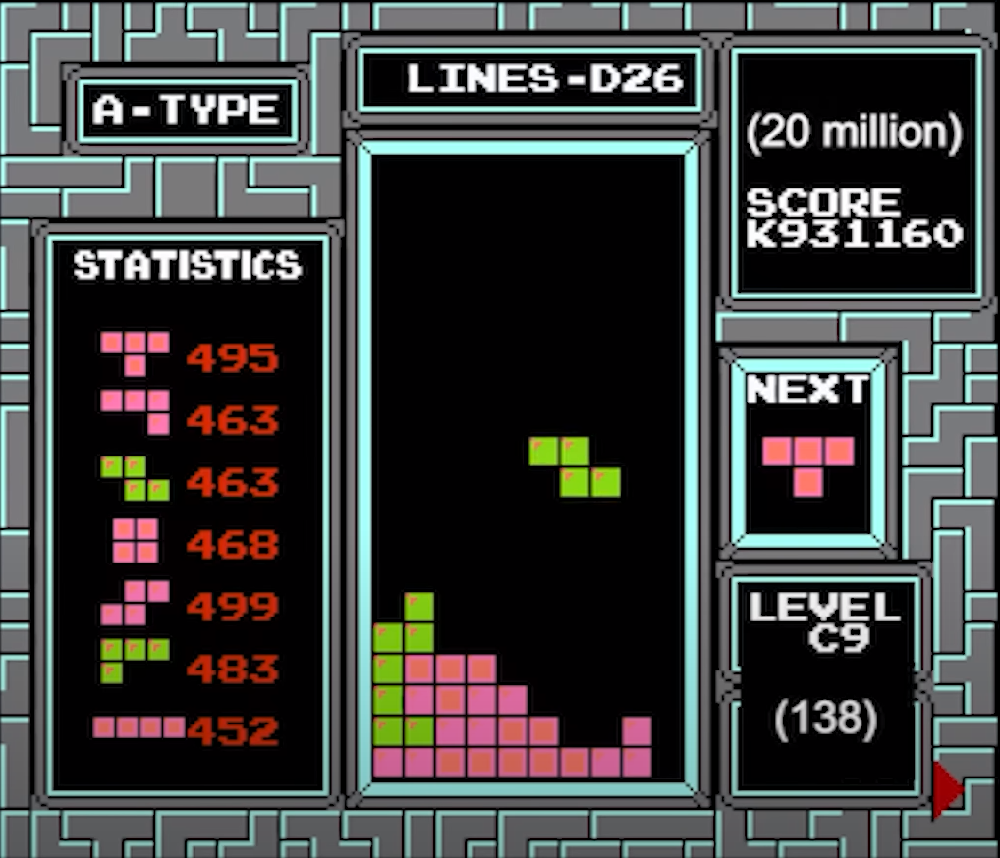 LINES-D26
A-TYPE
(20 million)
SCORE
K931160
STATISTICS
495
463
463
468
499
483
452
NEXT
LEVEL
C9
(138)